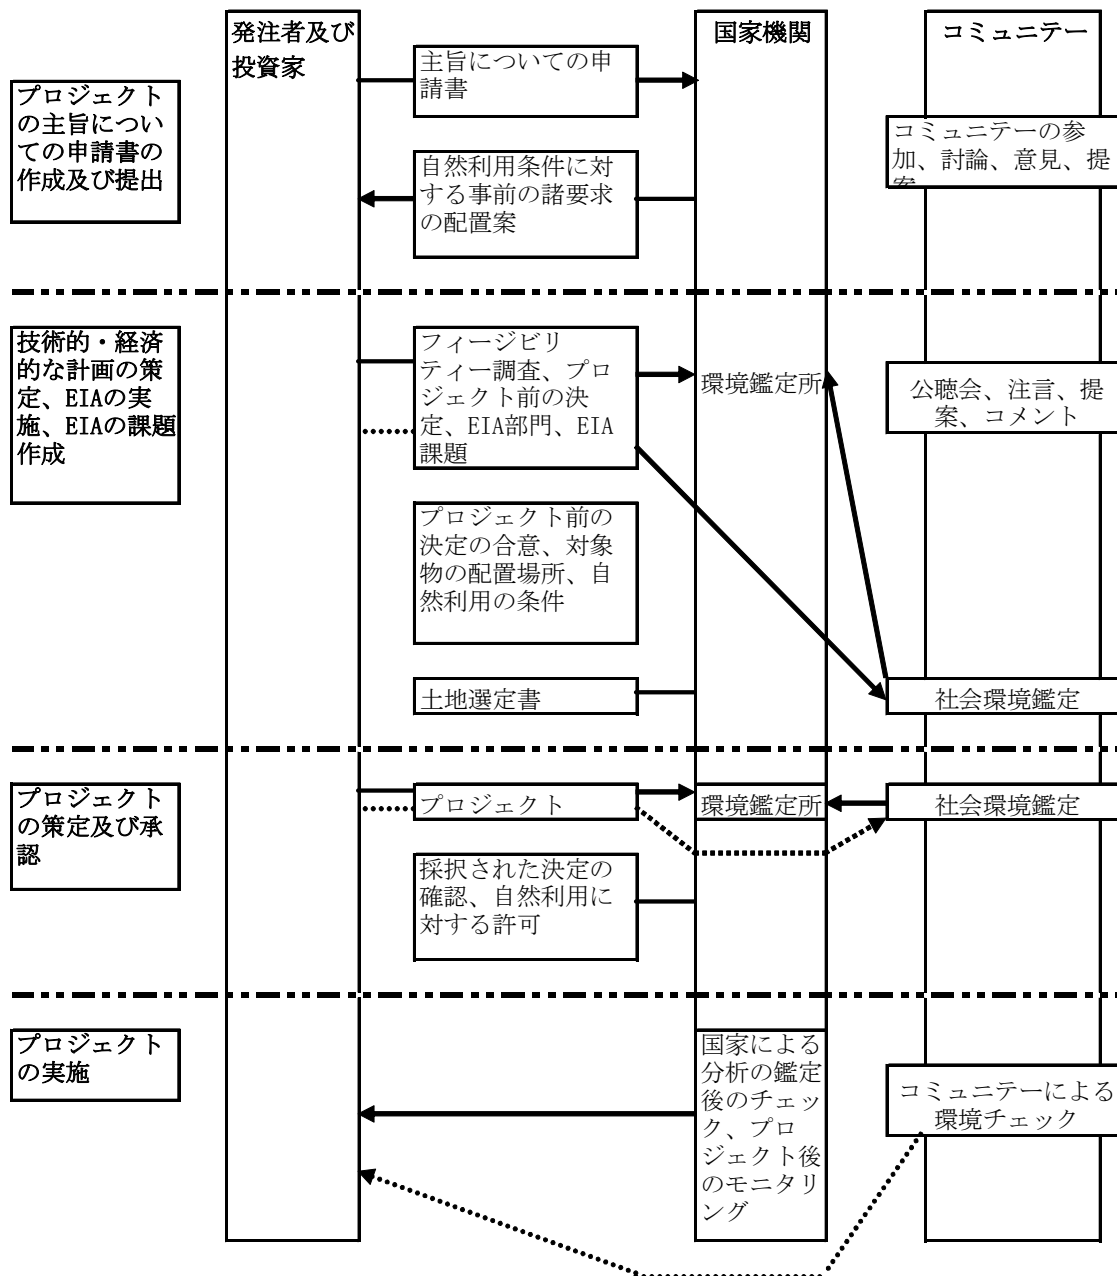 発注者及び
投資家
国家機関
コミュニテー
プロジェクト
の主旨につい
ての申請書の
作成及び提出
主旨についての申
請書
コミュニテーの参
加、討論、意見、提
案
自然利用条件に対
する事前の諸要求
の配置案
技術的・経済
的な計画の策
定、EIAの実
施、EIAの課題
作成
フィージビリ
ティー調査、プロ
ジェクト前の決
定、EIA部門、EIA
課題
環境鑑定所
公聴会、注言、提
案、コメント
プロジェクト前の
決定の合意、対象
物の配置場所、自
然利用の条件
土地選定書
社会環境鑑定
プロジェクト
の策定及び承
認
プロジェクト
環境鑑定所
社会環境鑑定
採択された決定の
確認、自然利用に
対する許可
プロジェクト
の実施
国家による
分析の鑑定
後のチェッ
ク、プロ
ジェクト後
のモニタリ
ング
コミュニテーによる
環境チェック